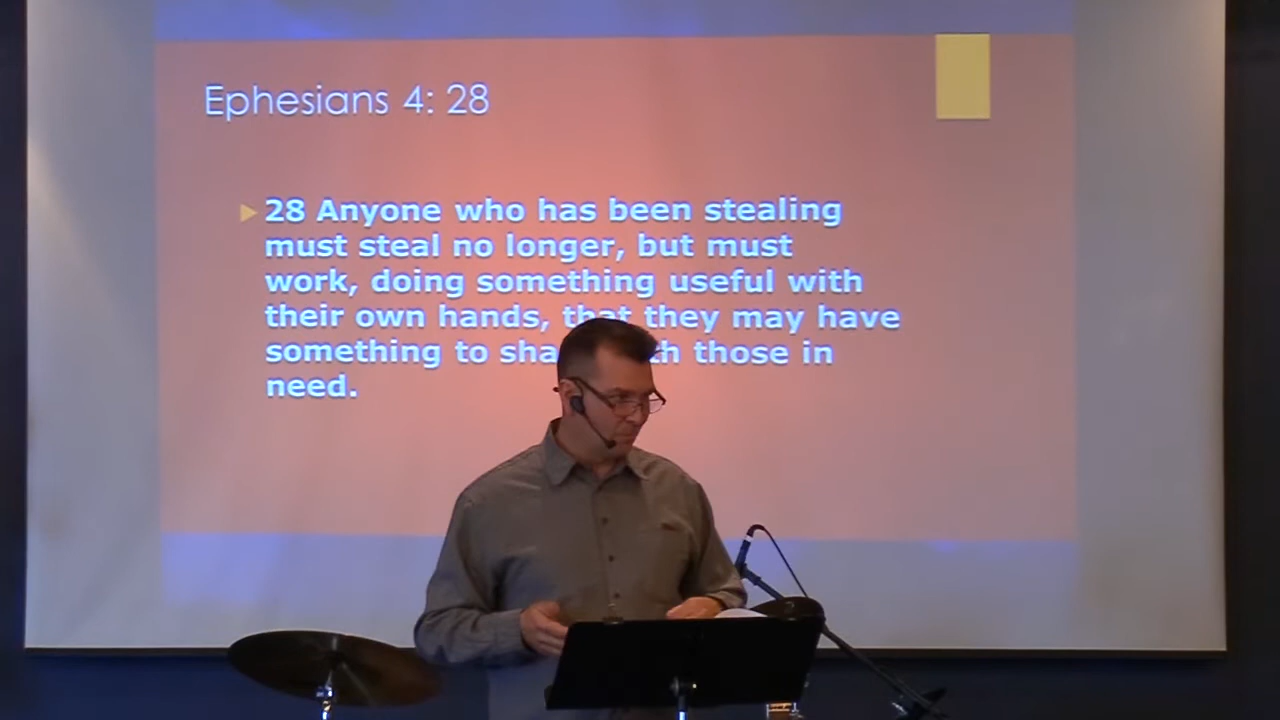 Ephesians 4: 28
28 Anyone who has been stealing
must steal no longer, but must
work, doing something useful with
their own hands, that they may have
something to those in
need.